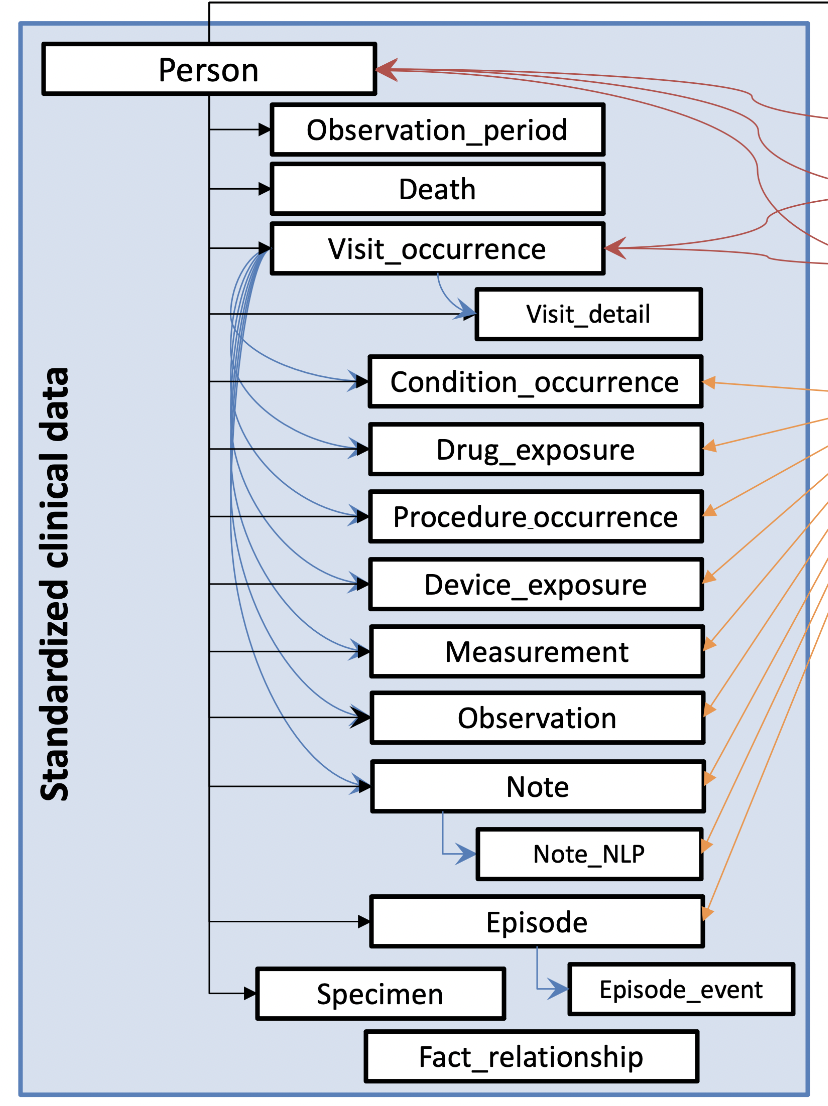 Person
Observation_period
Death
Visit_occurrence
Visit_detail
Condition_occurrence
Drug_exposure
Procedure_occurrence
Device_exposure
Measurement
Observation
Note
Note_NLP
Episode
Episode_event
Specimen
Fact_relationship
Standardized clinical data